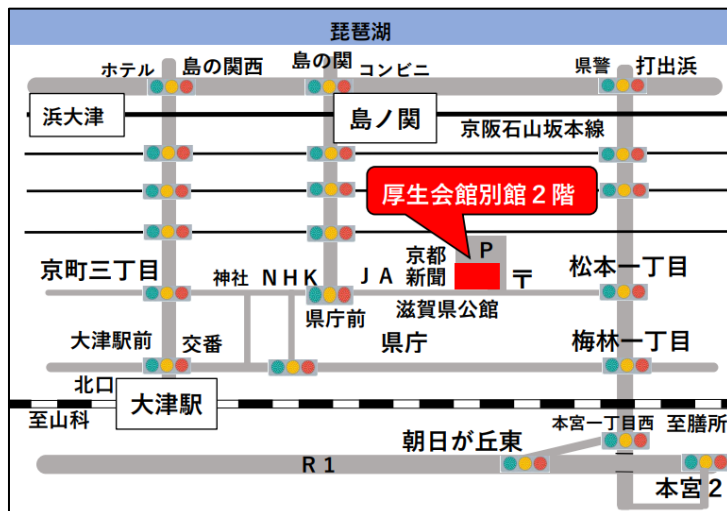 琵琶湖
ホテル 島の関西 島の関 コンビニ 県警 打出浜
浜大津 島ノ関
京阪石山坂本線
厚生会館別館2階
京町三丁目 神社 NHK JA 京都新聞 P 〒 松本一丁目
県庁前 滋賀県公館
大津駅前 交番 県庁 梅林一丁目
北口
大津駅
至山科 朝日が丘東 本宮一丁目西 至膳所
R1
本宮2